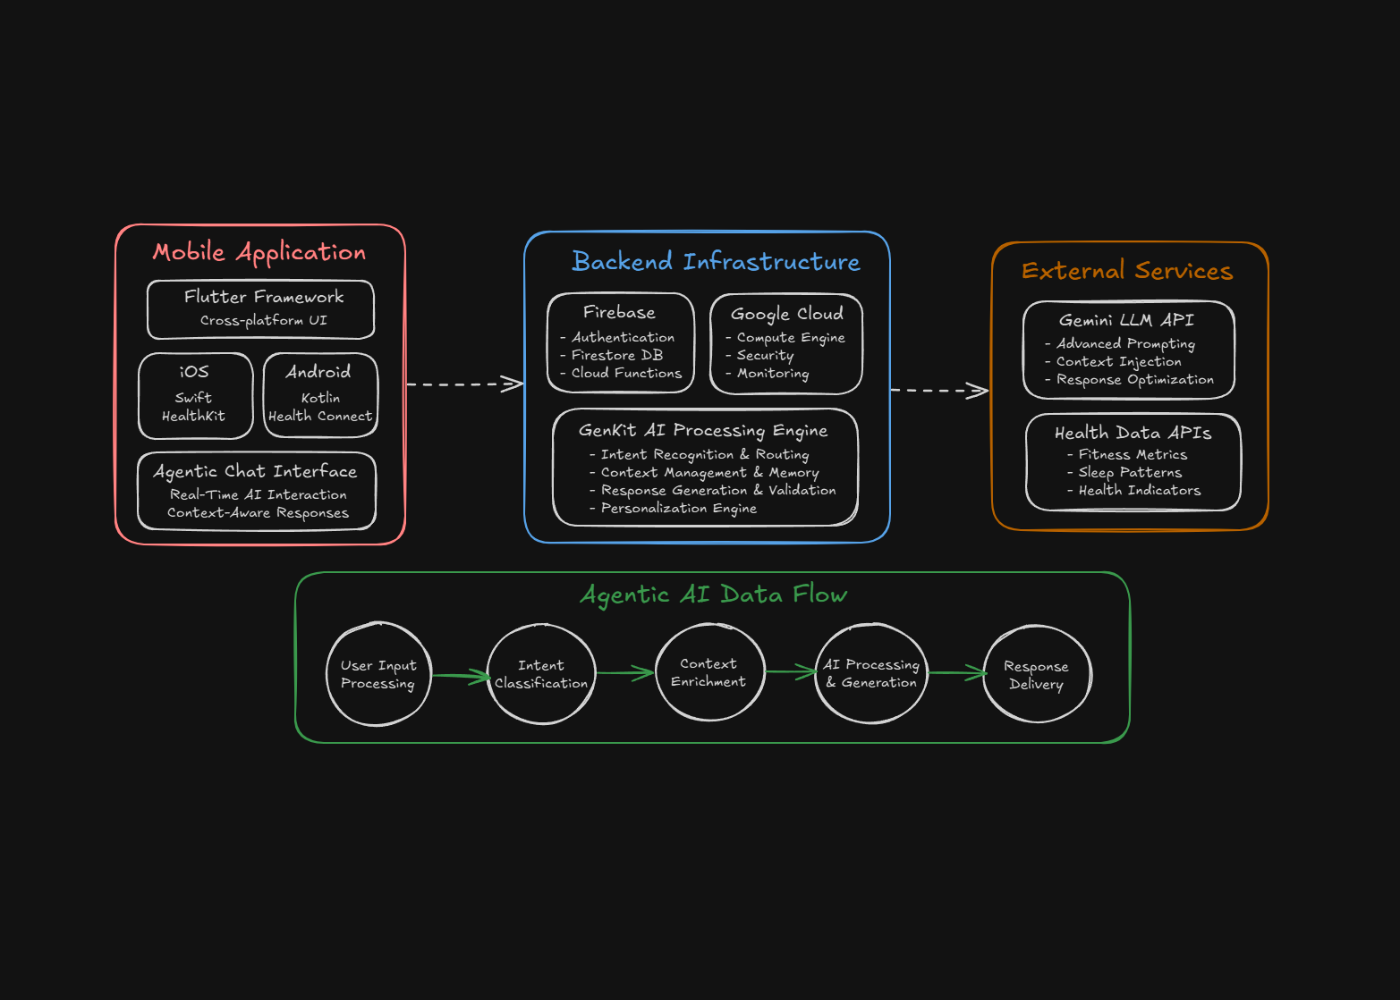 Mobile Application
Flutter Framework
Cross-platform UI
iOS
Swift
HealthKit
Android
Kotlin
Health Connect
Agentic Chat Interface
Real-Time AI Interaction
Context-Aware Responses
Backend Infrastructure
Firebase
- Authentication
- Firestore DB
- Cloud Functions
Google Cloud
- Compute Engine
- Security
- Monitoring
GenKit AI Processing Engine
- Intent Recognition & Routing
- Context Management & Memory
- Response Generation & Validation
- Personalization Engine
External Services
Gemini LLM API
- Advanced Prompting
- Context Injection
- Response Optimization
Health Data APIs
- Fitness Metrics
- Sleep Patterns
- Health Indicators
Agentic AI Data Flow
User Input
Processing
Intent
Classification
Context
Enrichment
AI Processing
& Generation
Response
Delivery